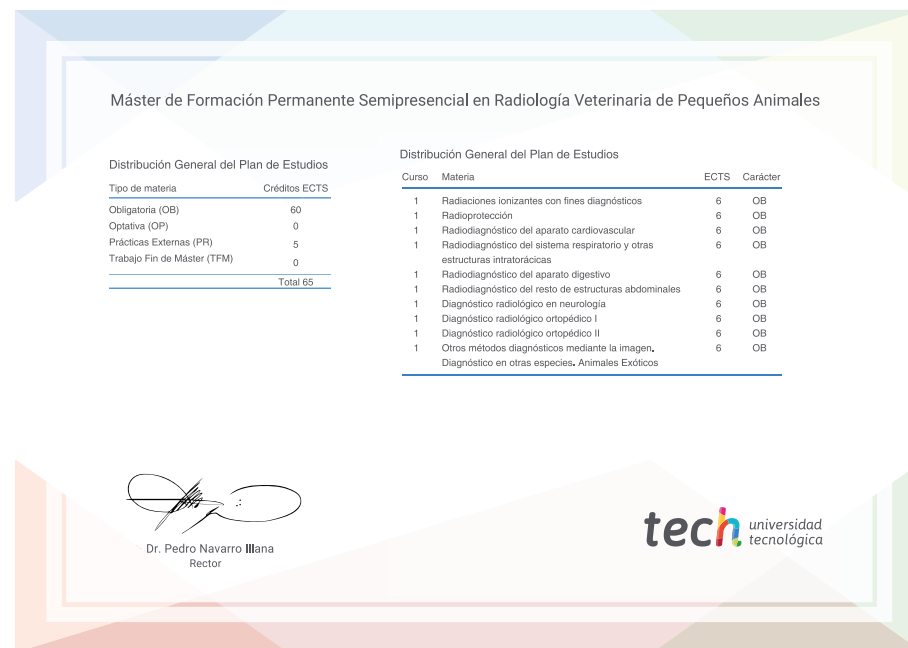 Máster de Formación Permanente Semipresencial en Radiología Veterinaria de Pequeños Animales
Distribución General del Plan de Estudios
Tipo de materia Créditos ECTS
Obligatoria (OB) 60
Optativa (OP) 0
Prácticas Externas (PR) 5
Trabajo Fin de Máster (TFM) 0
Total 65
Distribución General del Plan de Estudios
Curso Materia ECTS Carácter
1 Radiaciones ionizantes con fines diagnósticos 6 OB
1 Radioprotección 6 OB
1 Radiodiagnóstico del aparato cardiovascular 6 OB
1 Radiodiagnóstico del sistema respiratorio y otras 6 OB
estructuras intratorácicas
1 Radiodiagnóstico del aparato digestivo 6 OB
1 Radiodiagnóstico del resto de estructuras abdominales 6 OB
1 Diagnóstico radiológico en neurología 6 OB
1 Diagnóstico radiológico ortopédico I 6 OB
1 Diagnóstico radiológico ortopédico II 6 OB
1 Otros métodos diagnósticos mediante la imagen. 6 OB
Diagnóstico en otras especies. Animales Exóticos
Dr. Pedro Navarro Illana
Rector
tech universidad
tecnológica